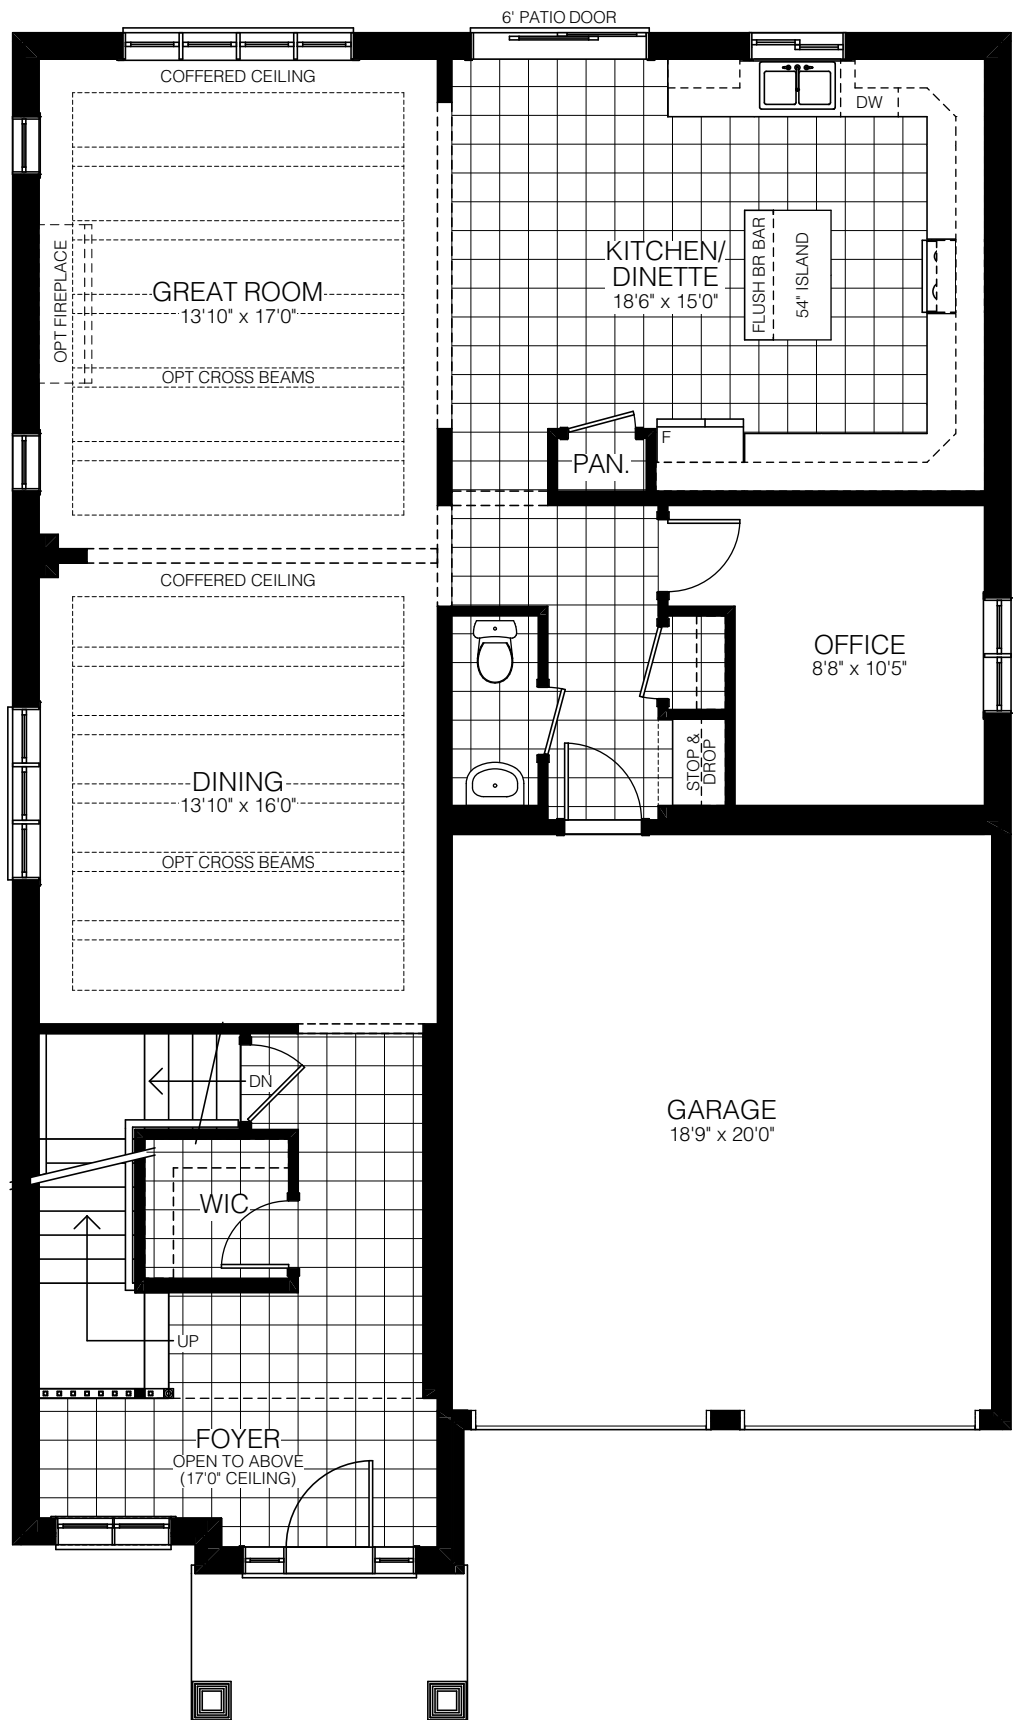 6' PATIO DOOR
COFFERED CEILING
DW
OPT FIREPLACE
GREAT ROOM
13'10" x 17'0"
OPT CROSS BEAMS
KITCHEN/
DINETTE
18'6" x 15'0"
FLUSH BR BAR
54" ISLAND
F
PAN.
COFFERED CEILING
OFFICE
8'8" x 10'5"
STOP &
DROP
DINING
13'10" x 16'0"
OPT CROSS BEAMS
DN
GARAGE
18'9" x 20'0"
WIC
UP
FOYER
OPEN TO ABOVE
(17'0" CEILING)